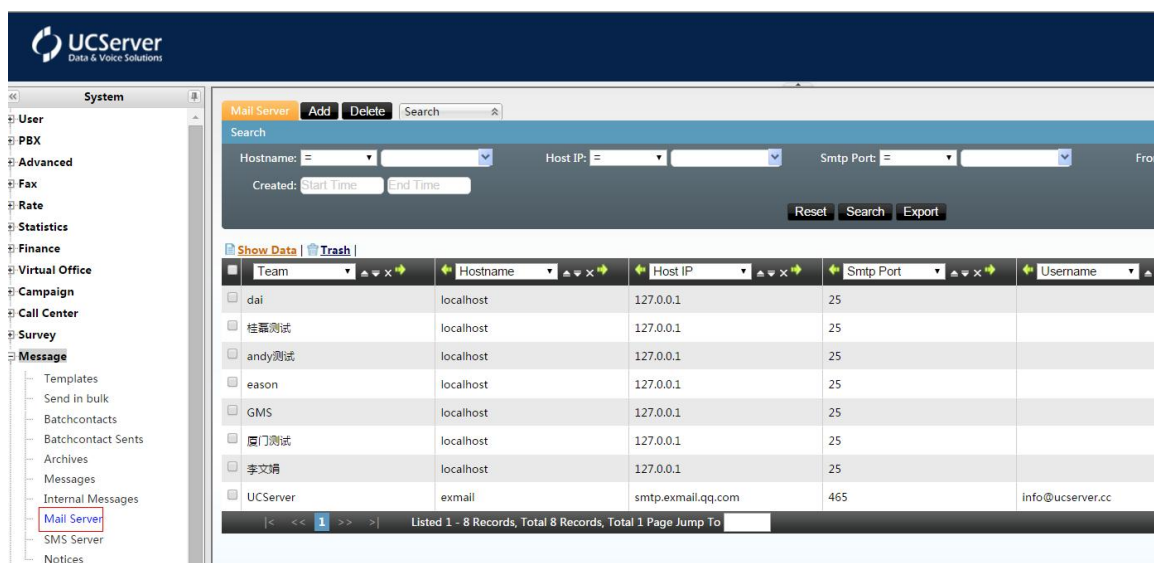 UCServer
Data & Voice Solutions
System
User
PBX
Advanced
Fax
Rate
Statistics
Finance
Virtual Office
Campaign
Call Center
Survey
Message
Templates
Send in bulk
Batchcontacts
Batchcontact Sents
Archives
Messages
Internal Messages
Mail Server
SMS Server
Notices
Mail Server Add Delete Search
Search
Hostname: = Host IP: = Smtp Port: = Fro
Created: Start Time End Time
Reset Search Export
Show Data | Trash |
Team Hostname Host IP Smtp Port Username
dai localhost 127.0.0.1 25
桂磊测试 localhost 127.0.0.1 25
andy测试 localhost 127.0.0.1 25
eason localhost 127.0.0.1 25
GMS localhost 127.0.0.1 25
厦门测试 localhost 127.0.0.1 25
李文娟 localhost 127.0.0.1 25
UCServer exmail smtp.exmail.qq.com 465 info@ucserver.cc
|< << 1 >> >| Listed 1 - 8 Records, Total 8 Records, Total 1 Page Jump To